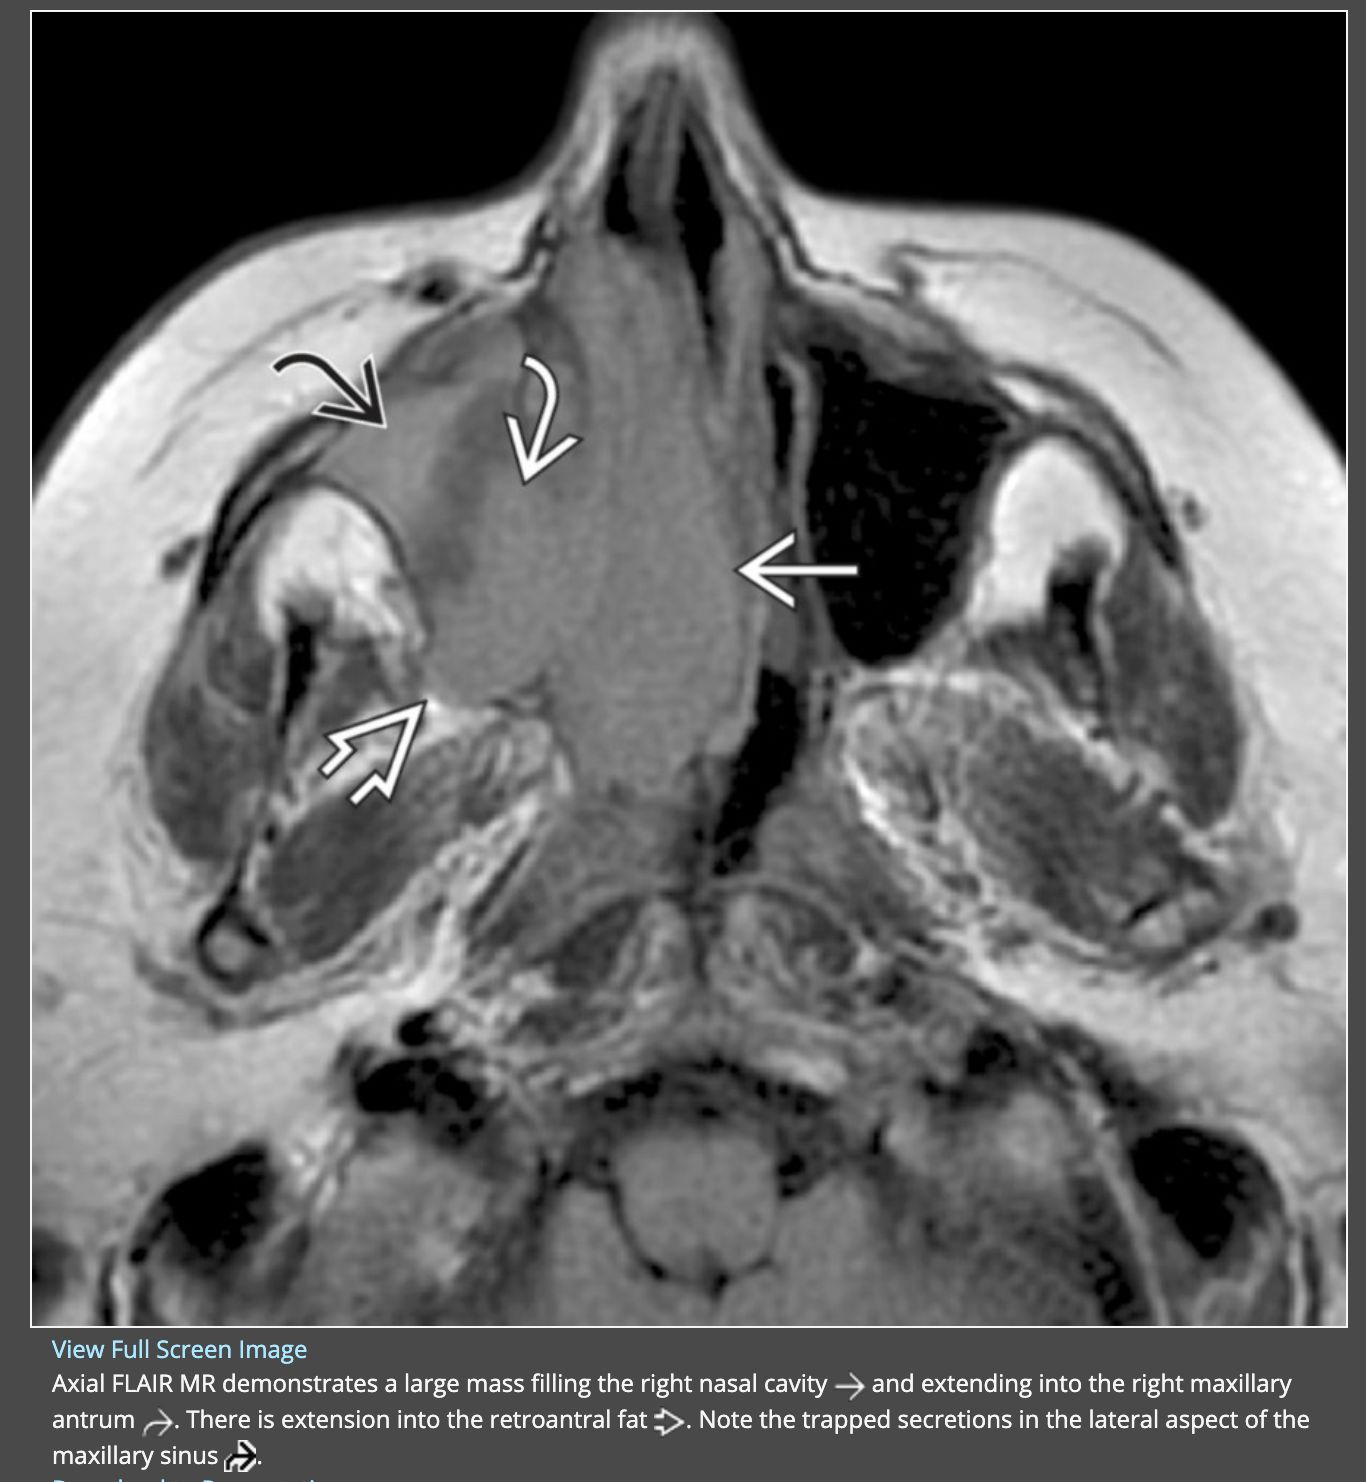 View Full Screen Image
Axial FLAIR MR demonstrates a large mass filling the right nasal cavity and extending into the right maxillary
antrum . There is extension into the retroantral fat . Note the trapped secretions in the lateral aspect of the
maxillary sinus .